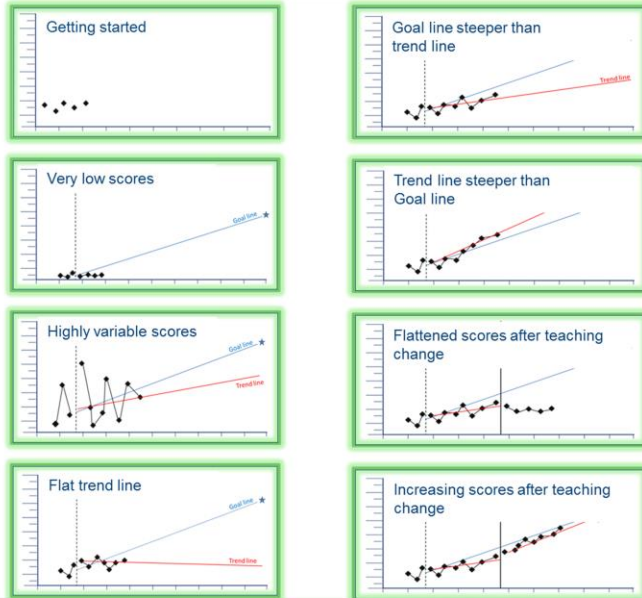 Getting started
Very low scores
Goal line
Highly variable scores
Goal line
Trend line
Flat trend line
Goal line
Trend line
Goal line steeper than
trend line
Trend line
Trend line steeper than
Goal line
Flattened scores after teaching
change
Increasing scores after teaching
change